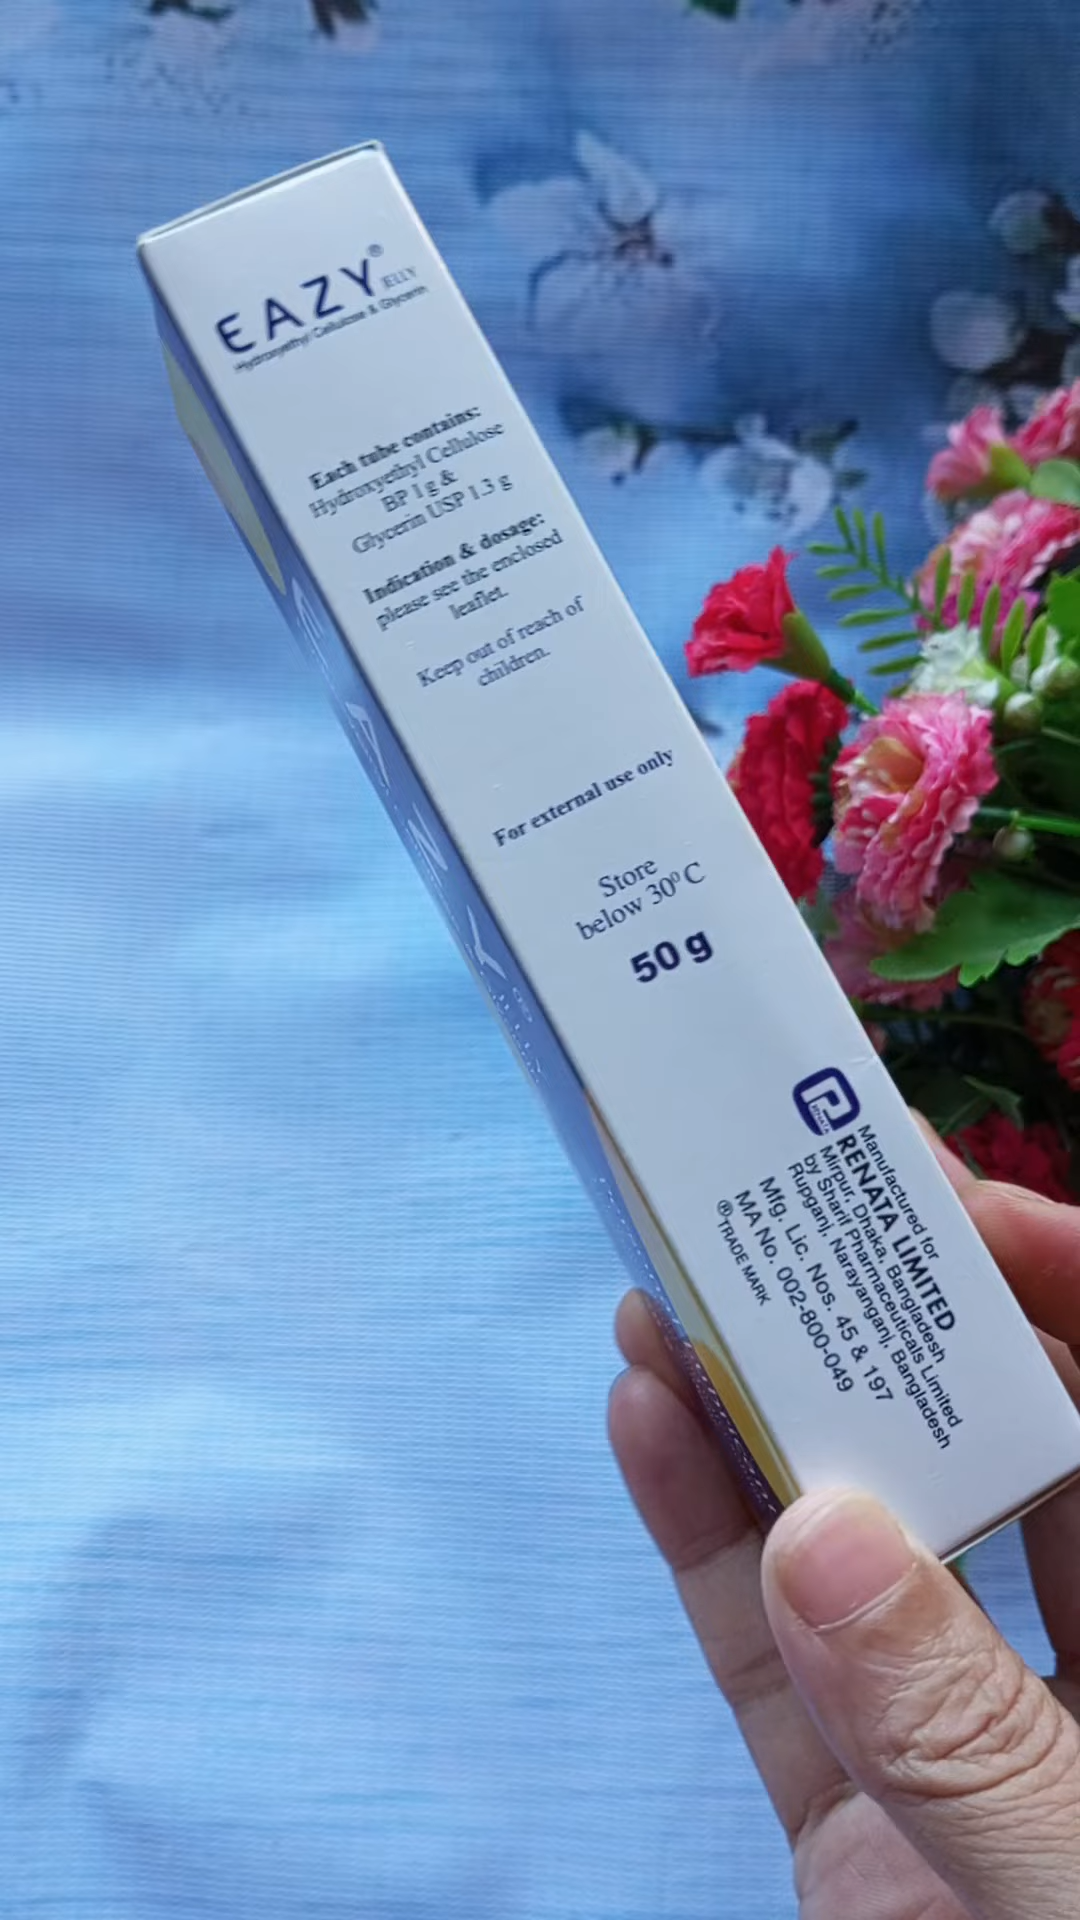 EAZY® JELLY
Hydroxyethyl Cellulose & Glycerin
Each tube contains:
Hydroxyethyl Cellulose
BP 1 g &
Glycerin USP 1.3 g
Indication & dosage:
please see the enclosed
leaflet.
Keep out of reach of
children.
For external use only
Store
below 30⁰ C
50 g
RENATA
Manufactured for
RENATA LIMITED
Mirpur, Dhaka, Bangladesh
by Sharif Pharmaceuticals Limited
Rupganj, Narayanganj, Bangladesh
Mfg. Lic. Nos. 45 & 197
MA No. 002-800-049
® TRADE MARK
EAZY®